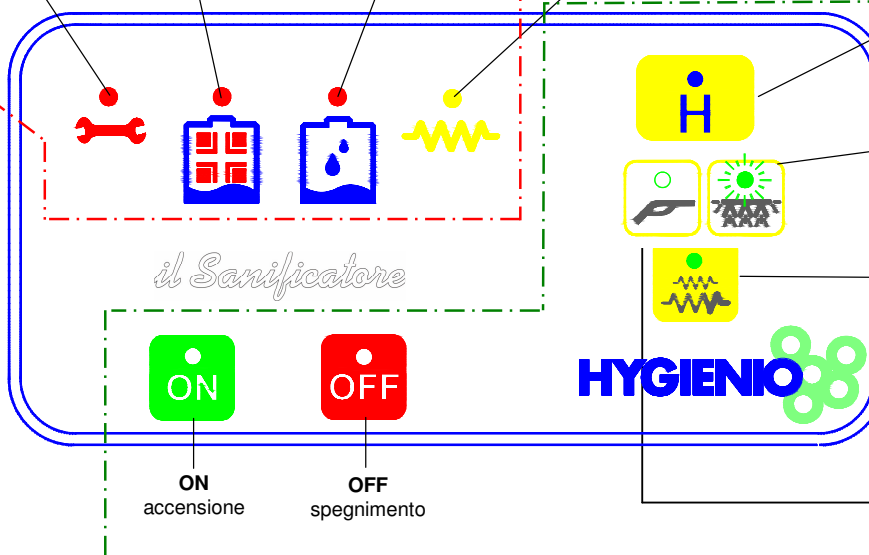 H
il Sanificatore
ON
OFF
HYGIENIO
ON
accensione
OFF
spegnimento